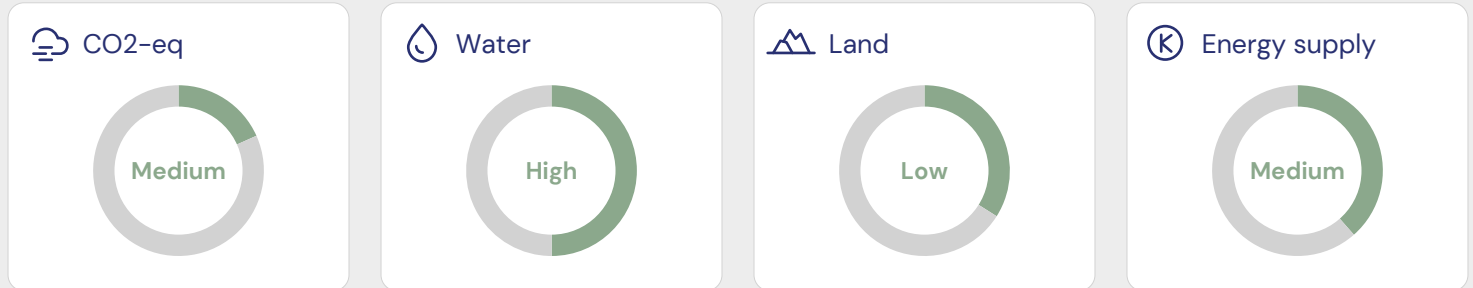 CO2-eq
Medium
Water
High
Land
Low
Energy supply
Medium